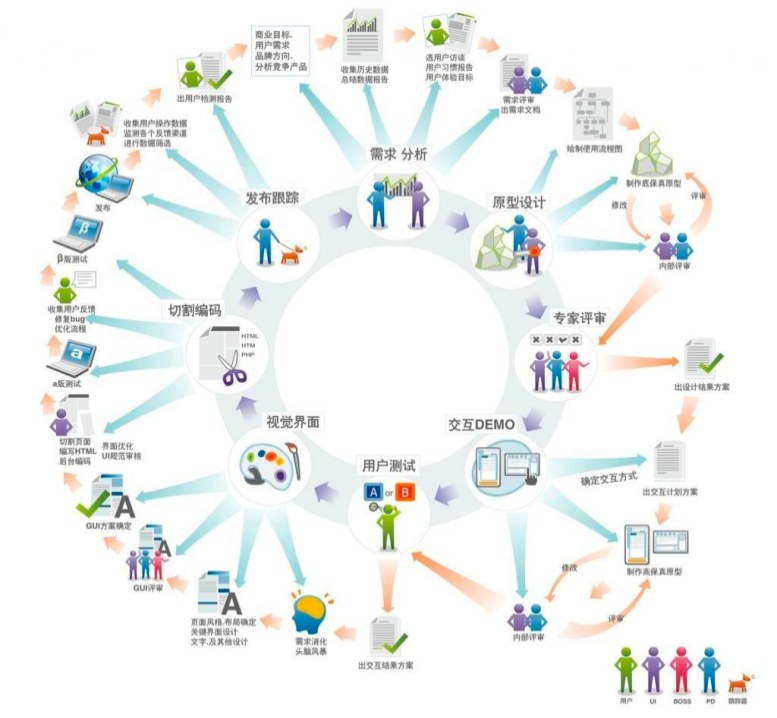 商业目标.
用户需求
品牌方向.
分析竞争产品
收集历史数据
总结数据报告
选用户访谈
用户习惯报告
用户体验目标
需求评审
出需求文档
绘制使用流程图
制作底保真原型
修改
评审
内部评审
出用户检测报告
收集用户操作数据
监测各个反馈渠道
进行数据筛选
发布
β版测试
收集用户反馈
修复bug
优化流程
a版测试
切割页面
编写HTML
后台编码
界面优化
UI规范审核
GUI方案确定
GUI评审
页面风格.布局确定
关键界面设计
文字.及其他设计
需求消化
头脑风暴
出交互结果方案
内部评审
修改
评审
制作高保真原型
出交互计划方案
确定交互方式
出设计结果方案
需求 分析
原型设计
专家评审
交互DEMO
用户测试
A or B
视觉界面
切割编码
HTML
HTM
PHP
发布跟踪
β
a
A
A
A
用户
UI
BOSS
PD
跟踪器